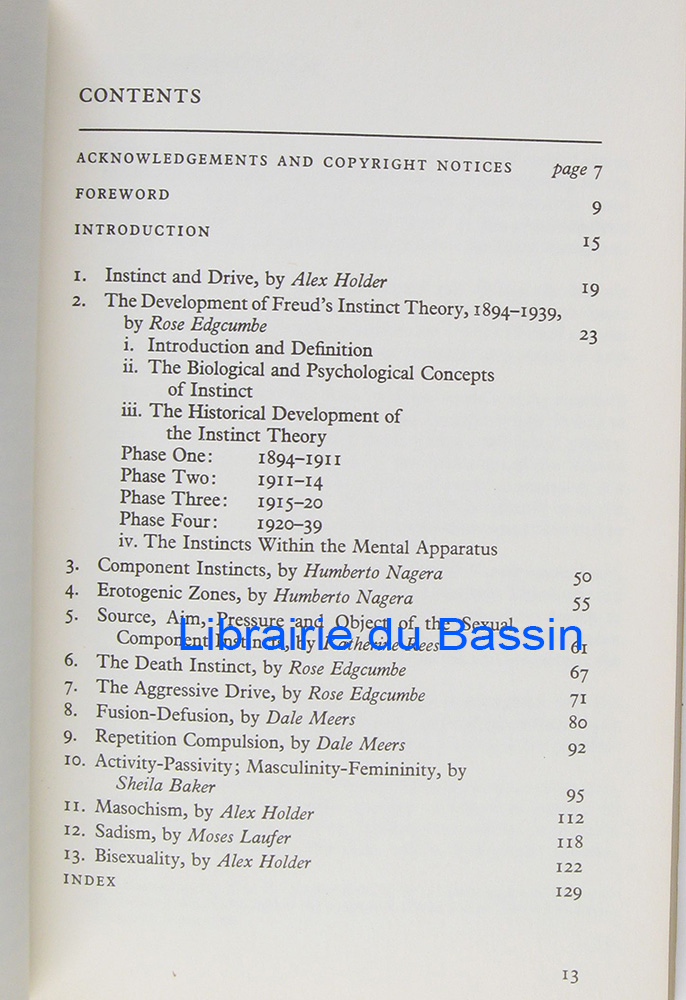 CONTENTS
ACKNOWLEDGEMENTS AND COPYRIGHT NOTICES page 7
FOREWORD 9
INTRODUCTION 15
1. Instinct and Drive, by Alex Holder 19
2. The Development of Freud's Instinct Theory, 1894–1939,
by Rose Edgcumbe 23
i. Introduction and Definition
ii. The Biological and Psychological Concepts
of Instinct
iii. The Historical Development of
the Instinct Theory
Phase One: 1894–1911
Phase Two: 1911–14
Phase Three: 1915–20
Phase Four: 1920–39
iv. The Instincts Within the Mental Apparatus
3. Component Instincts, by Humberto Nagera 50
4. Erotogenic Zones, by Humberto Nagera 55
5. Source, Aim, Pressure and Object of the Sexual
Component Instincts, by Katherine Rees 61
Librairie du Bassin
6. The Death Instinct, by Rose Edgcumbe 67
7. The Aggressive Drive, by Rose Edgcumbe 71
8. Fusion-Defusion, by Dale Meers 80
9. Repetition Compulsion, by Dale Meers 92
10. Activity-Passivity; Masculinity-Femininity, by
Sheila Baker 95
11. Masochism, by Alex Holder 112
12. Sadism, by Moses Laufer 118
13. Bisexuality, by Alex Holder 122
INDEX 129
13